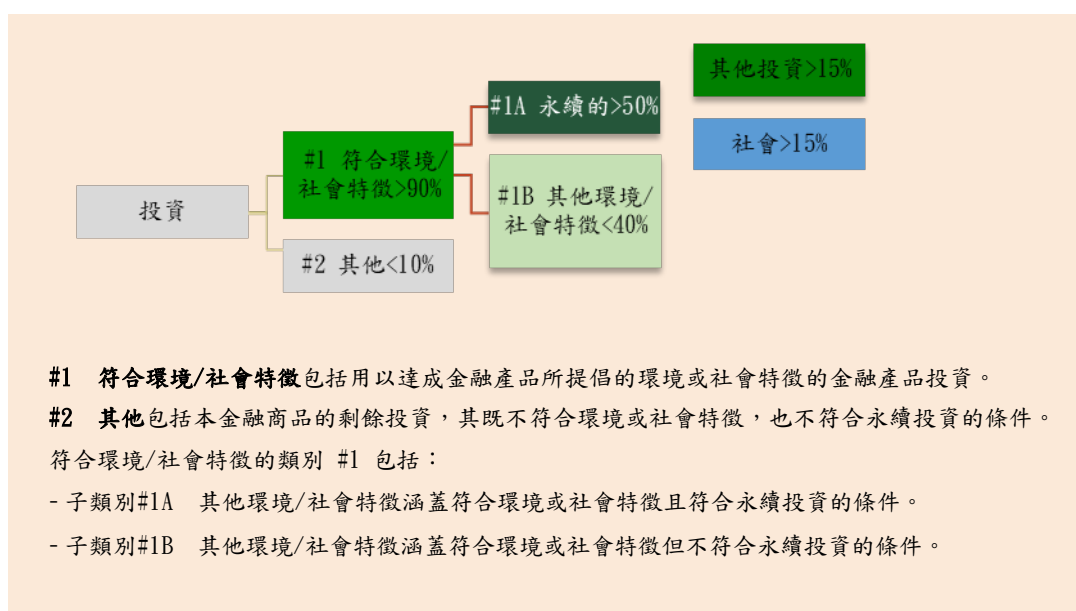 投資
#1 符合環境/
社會特徵>90%
#2 其他<10%
#1A 永續的>50%
#1B 其他環境/
社會特徵<40%
其他投資>15%
社會>15%
#1 符合環境/社會特徵包括用以達成金融產品所提倡的環境或社會特徵的金融產品投資。
#2 其他包括本金融商品的剩餘投資，其既不符合環境或社會特徵，也不符合永續投資的條件。
符合環境/社會特徵的類別 #1 包括：
- 子類別#1A 其他環境/社會特徵涵蓋符合環境或社會特徵且符合永續投資的條件。
- 子類別#1B 其他環境/社會特徵涵蓋符合環境或社會特徵但不符合永續投資的條件。